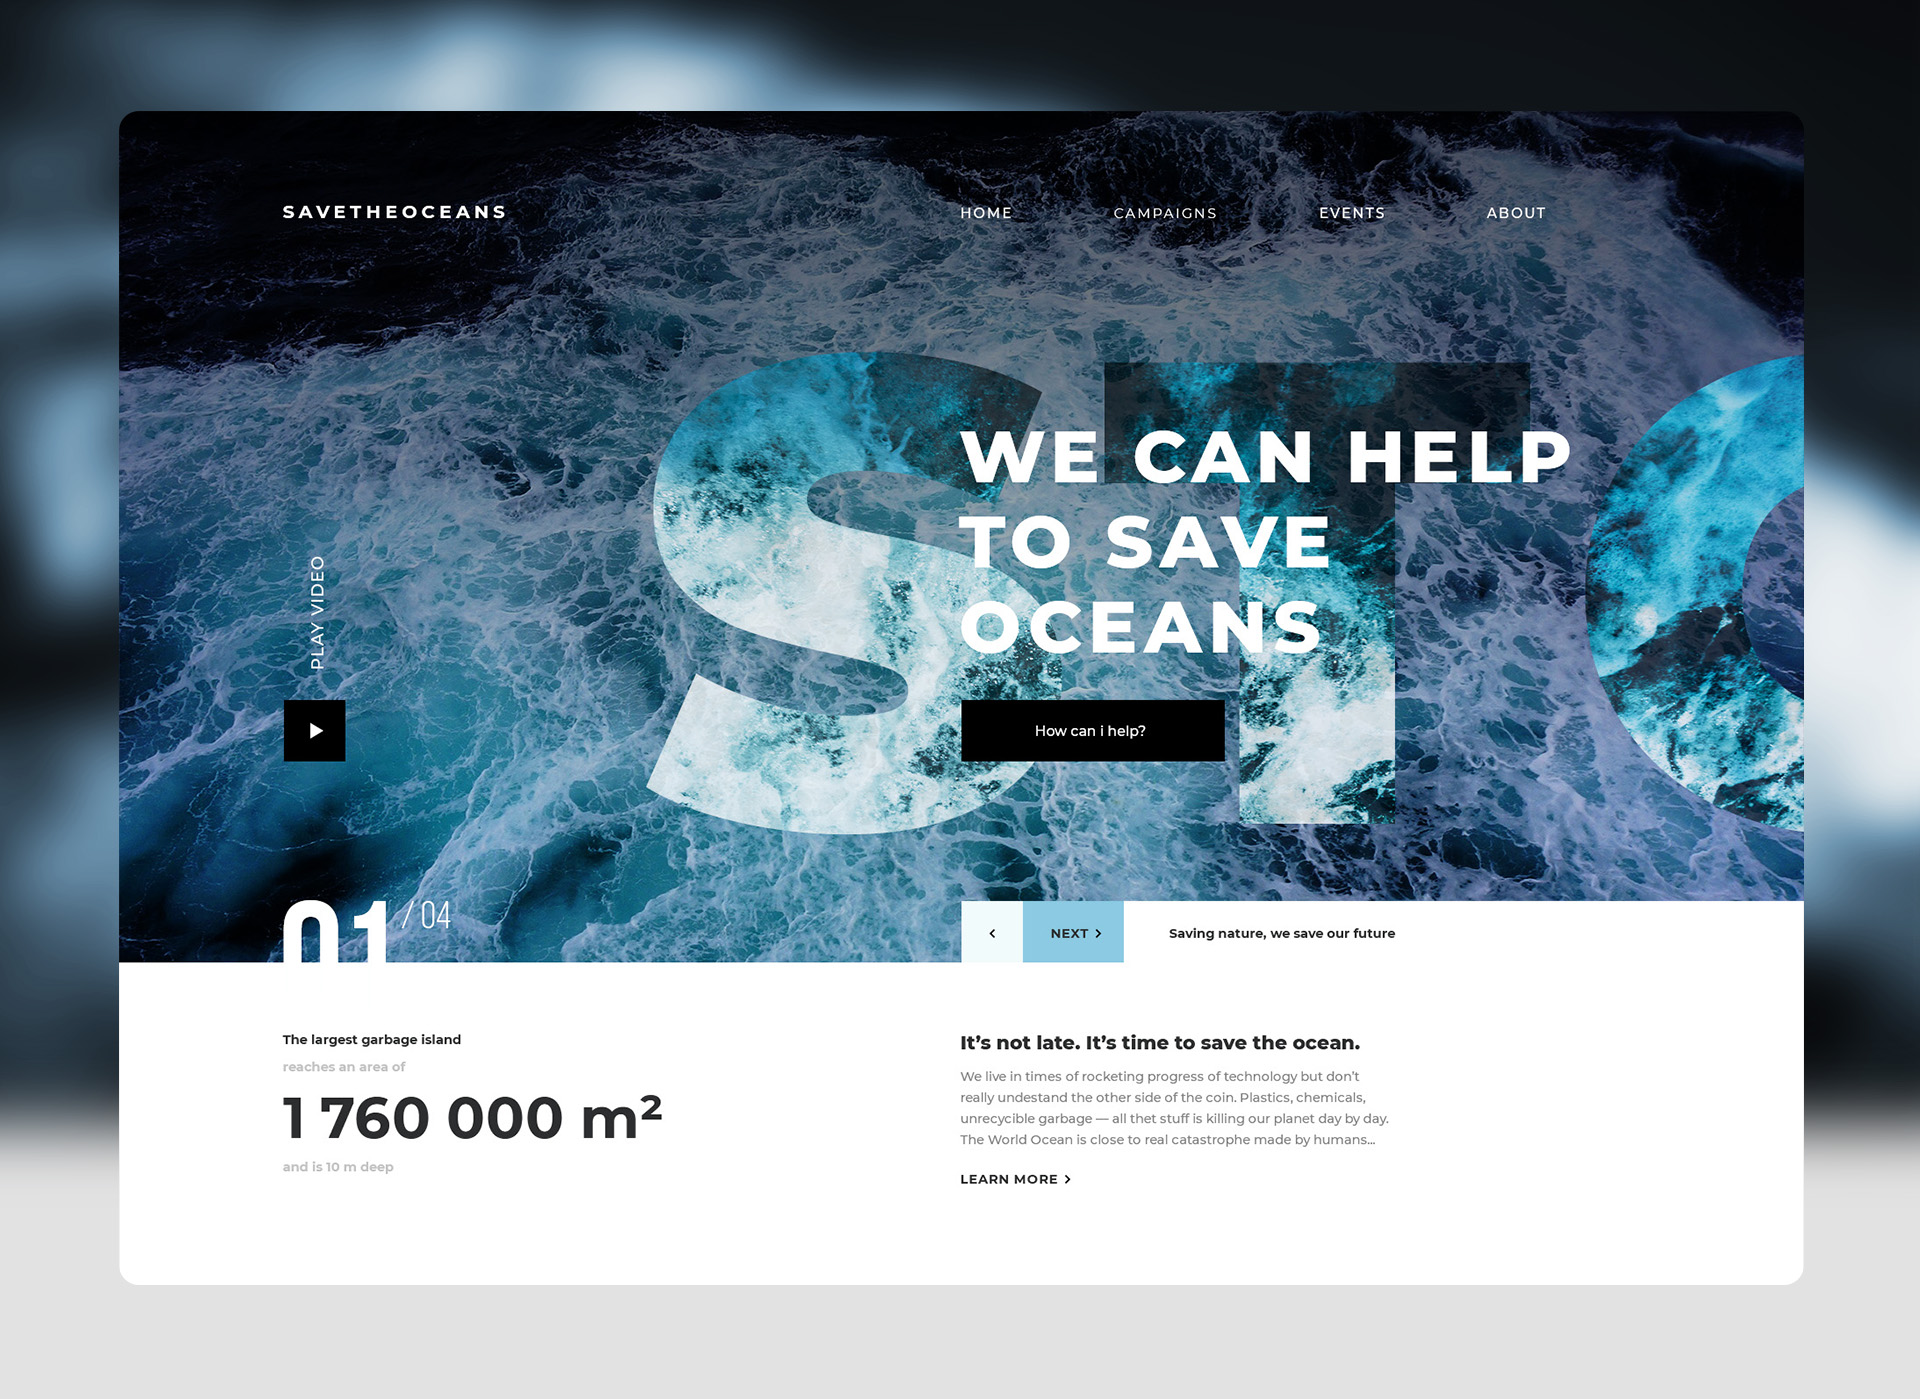 SAVETHEOCEANS
HOME CAMPAIGNS EVENTS ABOUT
STO
WE CAN HELP
TO SAVE
OCEANS
PLAY VIDEO
How can i help?
01 / 04
NEXT
Saving nature, we save our future
The largest garbage island
reaches an area of
1 760 000 m²
and is 10 m deep
It’s not late. It’s time to save the ocean.
We live in times of rocketing progress of technology but don’t
really undestand the other side of the coin. Plastics, chemicals,
unrecycible garbage — all thet stuff is killing our planet day by day.
The World Ocean is close to real catastrophe made by humans...
LEARN MORE